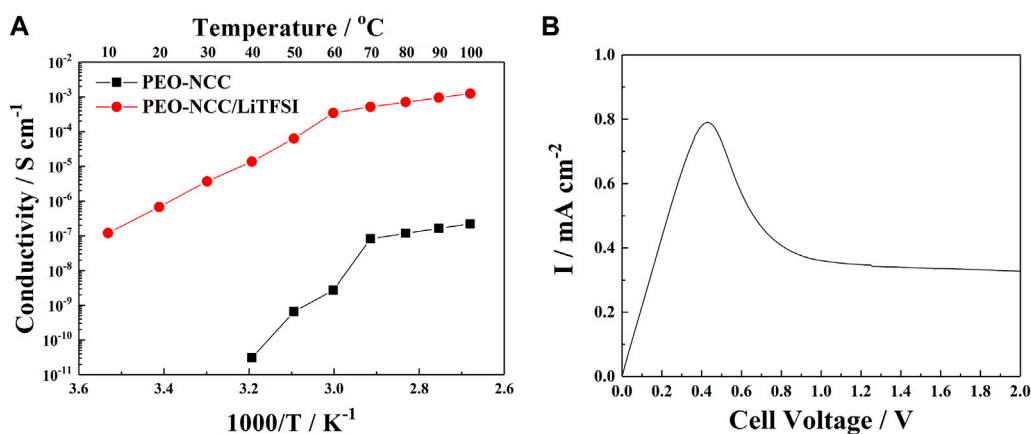 A
Temperature / °C
10 20 30 40 50 60 70 80 90 100
PEO-NCC
PEO-NCC/LiTFSI
Conductivity / S cm⁻¹
10⁻²
10⁻³
10⁻⁴
10⁻⁵
10⁻⁶
10⁻⁷
10⁻⁸
10⁻⁹
10⁻¹⁰
10⁻¹¹
3.6 3.4 3.2 3.0 2.8 2.6
1000/T / K⁻¹
B
I / mA cm⁻²
1.0
0.8
0.6
0.4
0.2
0.0
0.0 0.2 0.4 0.6 0.8 1.0 1.2 1.4 1.6 1.8 2.0
Cell Voltage / V